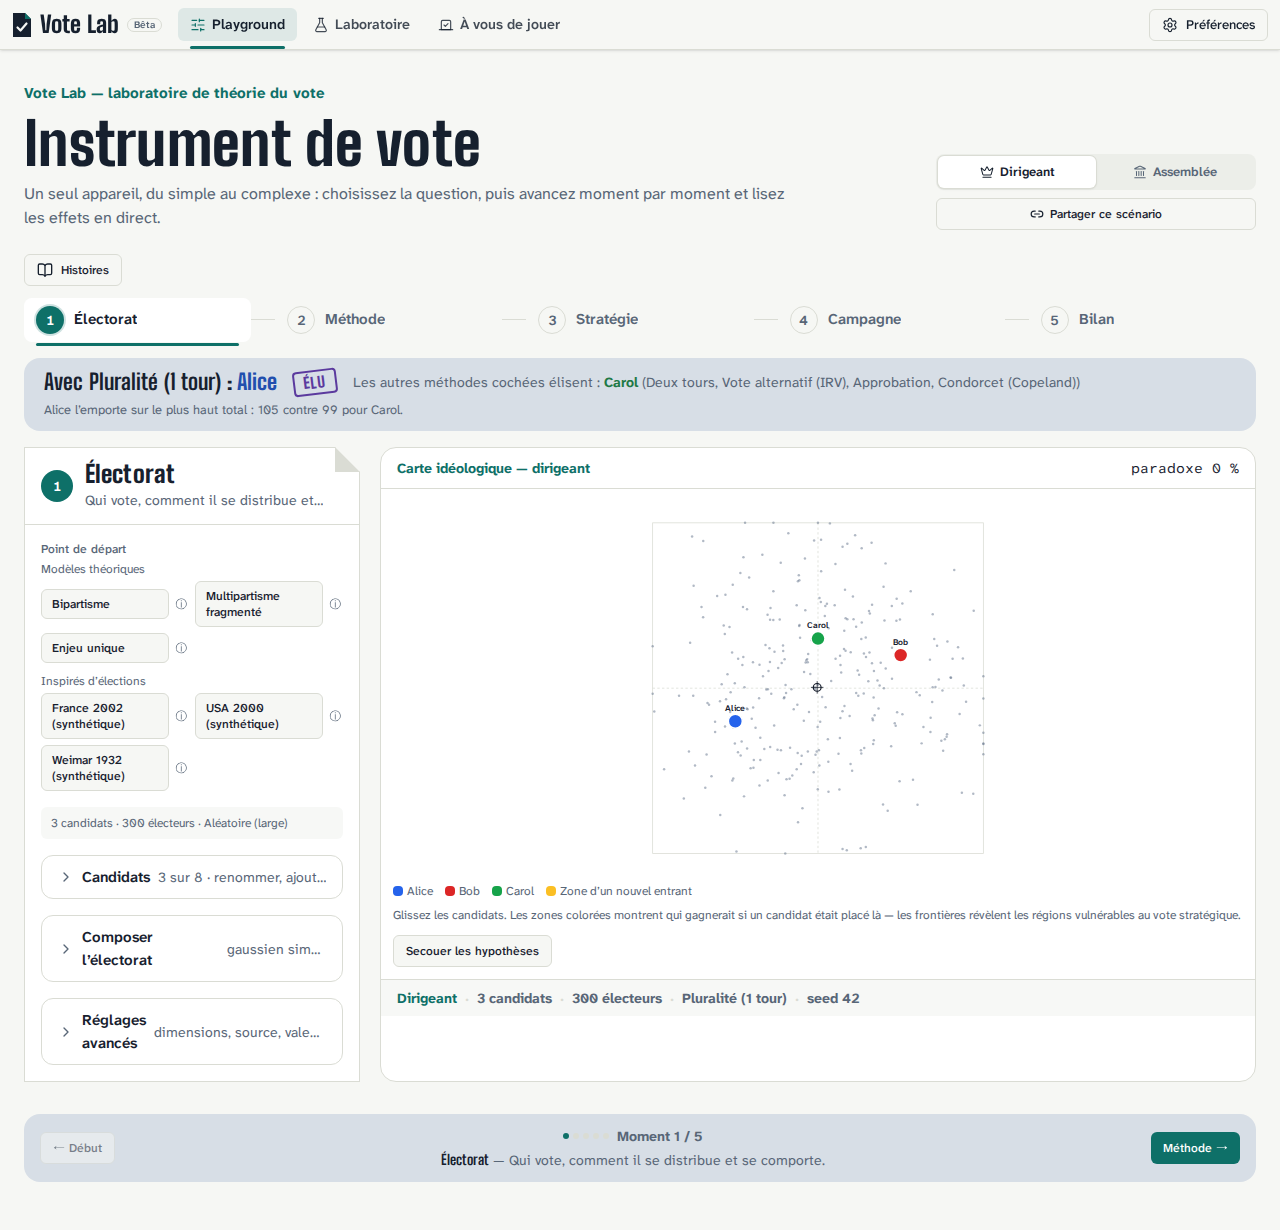 Vote Lab Bêta Playground Laboratoire À vous de jouer Préférences
Vote Lab — laboratoire de théorie du vote
Instrument de vote
Un seul appareil, du simple au complexe : choisissez la question, puis avancez moment par moment et lisez
les effets en direct.
Dirigeant Assemblée
Partager ce scénario
Histoires
1 Électorat 2 Méthode 3 Stratégie 4 Campagne 5 Bilan
Avec Pluralité (1 tour) : Alice ÉLU Les autres méthodes cochées élisent : Carol (Deux tours, Vote alternatif (IRV), Approbation, Condorcet (Copeland))
Alice l'emporte sur le plus haut total : 105 contre 99 pour Carol.
1 Électorat
Qui vote, comment il se distribue et…
Point de départ
Modèles théoriques
Bipartisme
Multipartisme
fragmenté
Enjeu unique
Inspirés d'élections
France 2002
(synthétique)
USA 2000
(synthétique)
Weimar 1932
(synthétique)
3 candidats · 300 électeurs · Aléatoire (large)
Candidats 3 sur 8 · renommer, ajout…
Composer
l'électorat
gaussien sim…
Réglages
avancés
dimensions, source, vale…
Carte idéologique — dirigeant paradoxe 0 %
Carol
Bob
Alice
Alice Bob Carol Zone d'un nouvel entrant
Glissez les candidats. Les zones colorées montrent qui gagnerait si un candidat était placé là — les frontières révèlent les régions vulnérables au vote stratégique.
Secouer les hypothèses
Dirigeant · 3 candidats · 300 électeurs · Pluralité (1 tour) · seed 42
← Début
Moment 1 / 5
Électorat — Qui vote, comment il se distribue et se comporte.
Méthode →